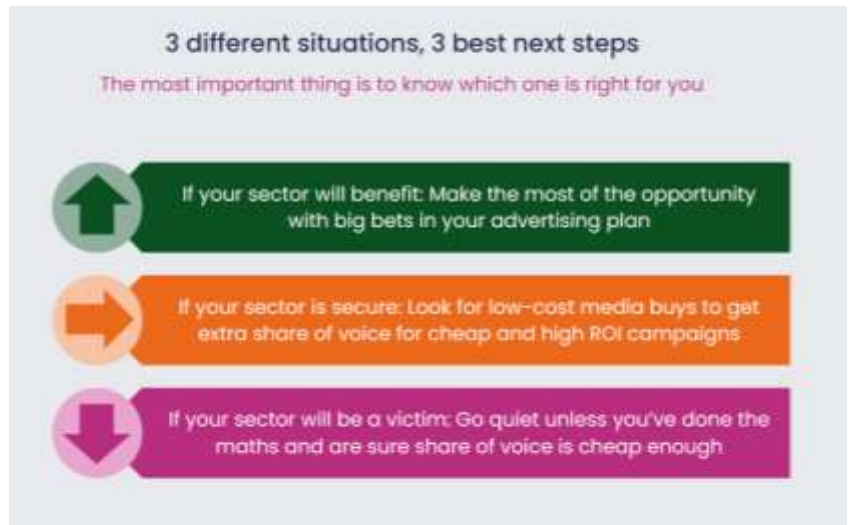 3 different situations, 3 best next steps
The most important thing is to know which one is right for you
If your sector will benefit: Make the most of the opportunity
with big bets in your advertising plan
If your sector is secure: Look for low-cost media buys to get
extra share of voice for cheap and high ROI campaigns
If your sector will be a victim: Go quiet unless you've done the
maths and are sure share of voice is cheap enough